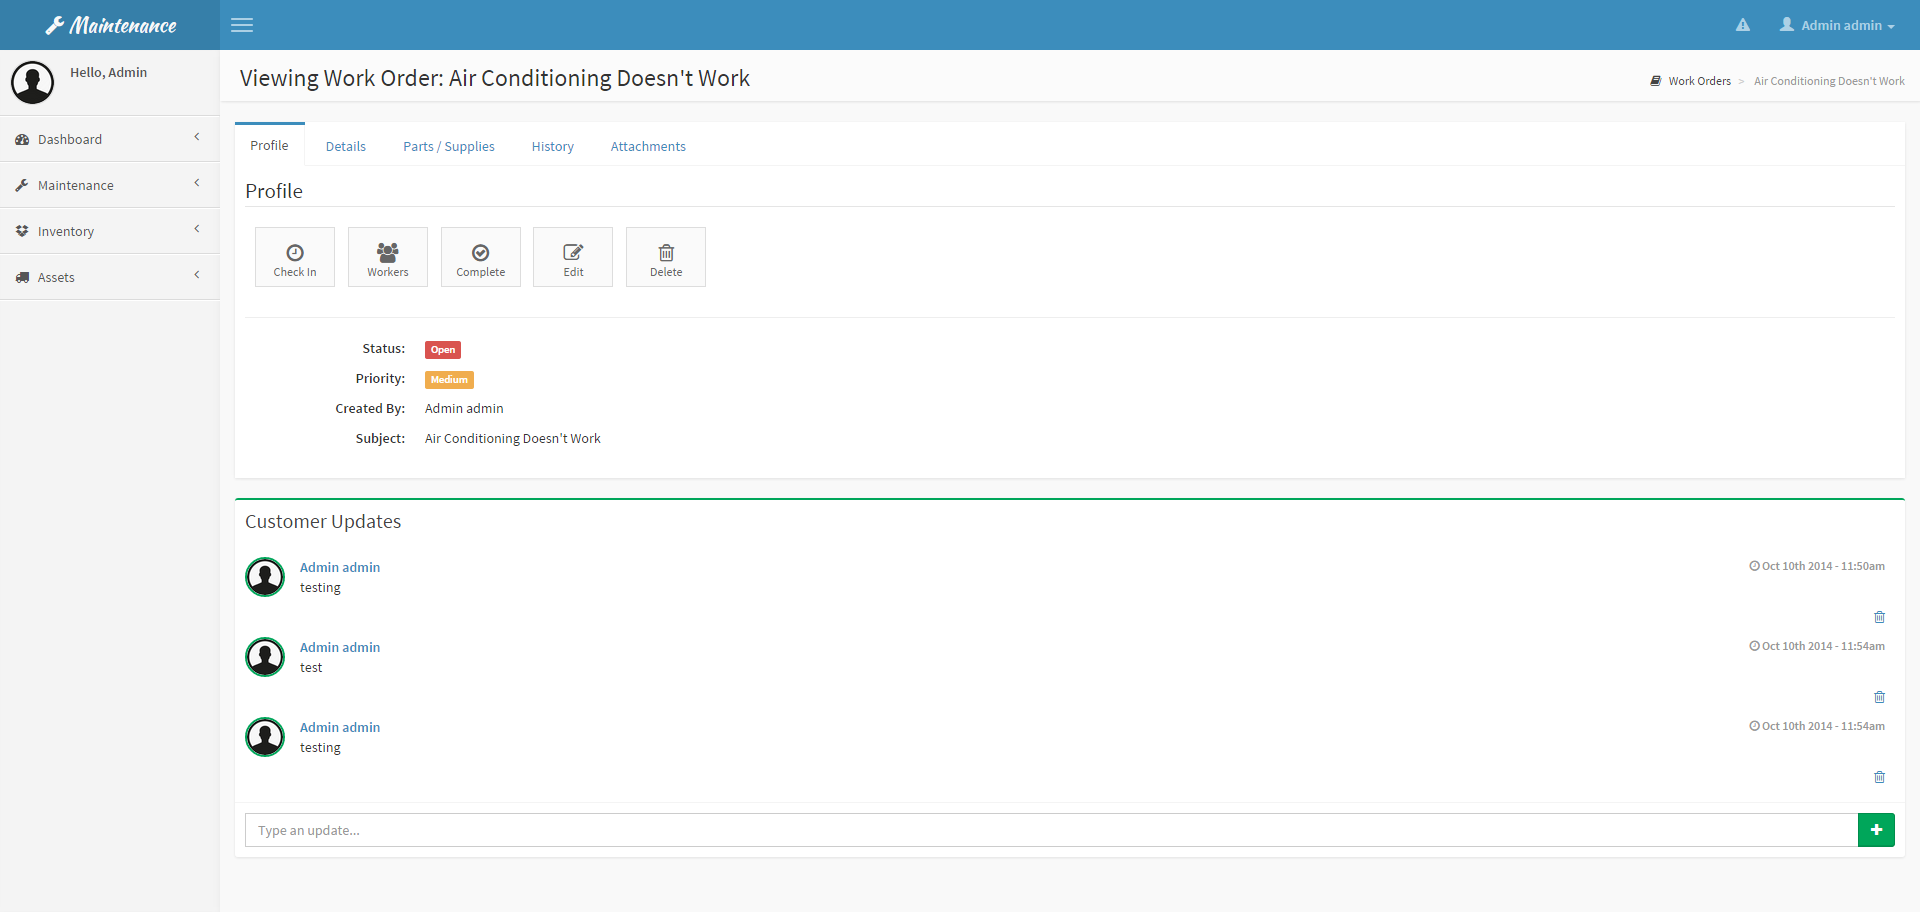 Maintenance
Admin admin
Hello, Admin
Dashboard
Maintenance
Inventory
Assets
Viewing Work Order: Air Conditioning Doesn't Work
Work Orders > Air Conditioning Doesn't Work
Profile Details Parts / Supplies History Attachments
Profile
Check In Workers Complete Edit Delete
Status: Open
Priority: Medium
Created By: Admin admin
Subject: Air Conditioning Doesn't Work
Customer Updates
Admin admin Oct 10th 2014 - 11:50am
testing
Admin admin Oct 10th 2014 - 11:54am
test
Admin admin Oct 10th 2014 - 11:54am
testing
Type an update...